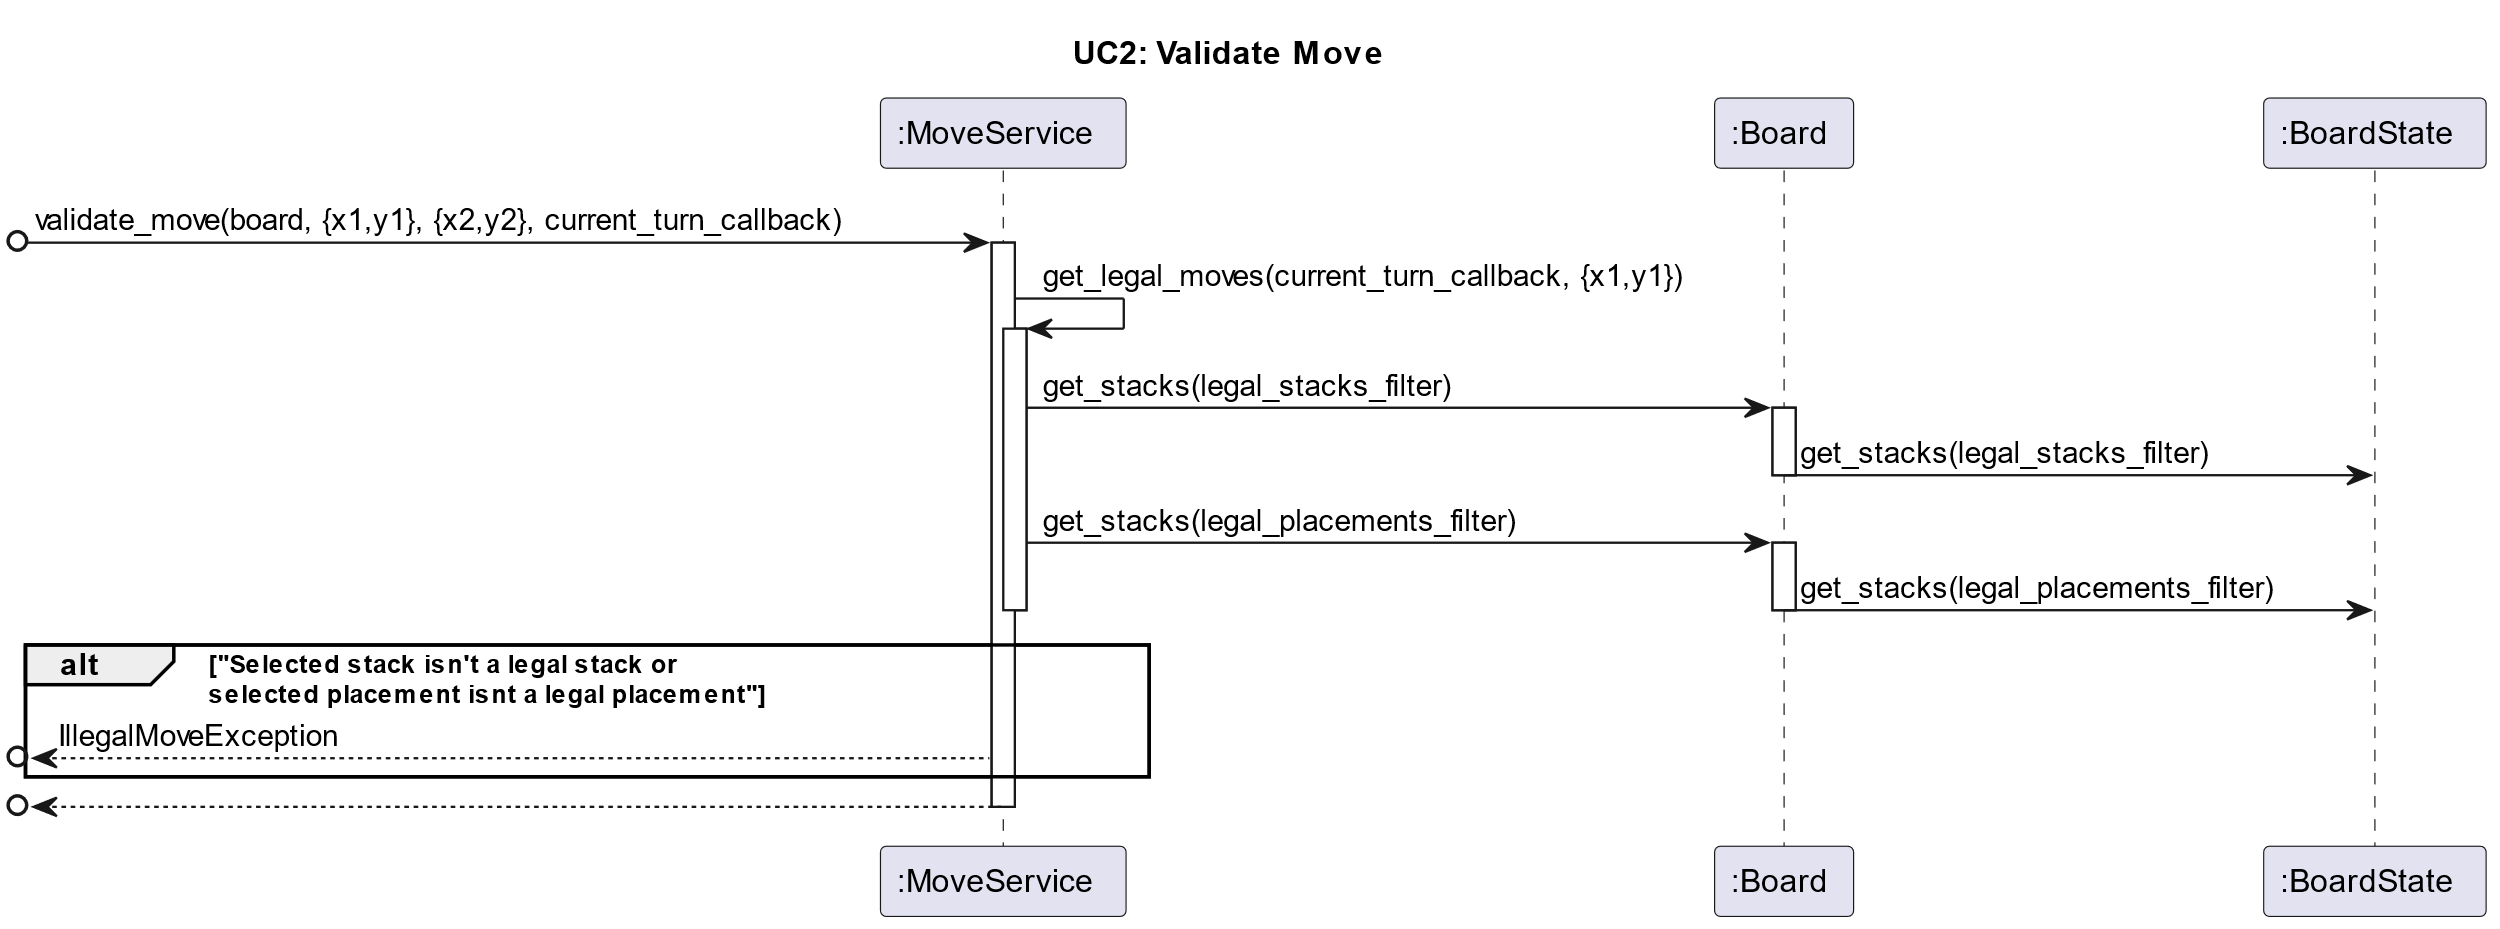 UC2: Validate Move
:MoveService
:Board
:BoardState
validate_move(board, {x1,y1}, {x2,y2}, current_turn_callback)
get_legal_moves(current_turn_callback, {x1,y1})
get_stacks(legal_stacks_filter)
get_stacks(legal_stacks_filter)
get_stacks(legal_placements_filter)
get_stacks(legal_placements_filter)
alt
["Selected stack isn't a legal stack or
selected placement isnt a legal placement"]
IllegalMoveException
:MoveService
:Board
:BoardState